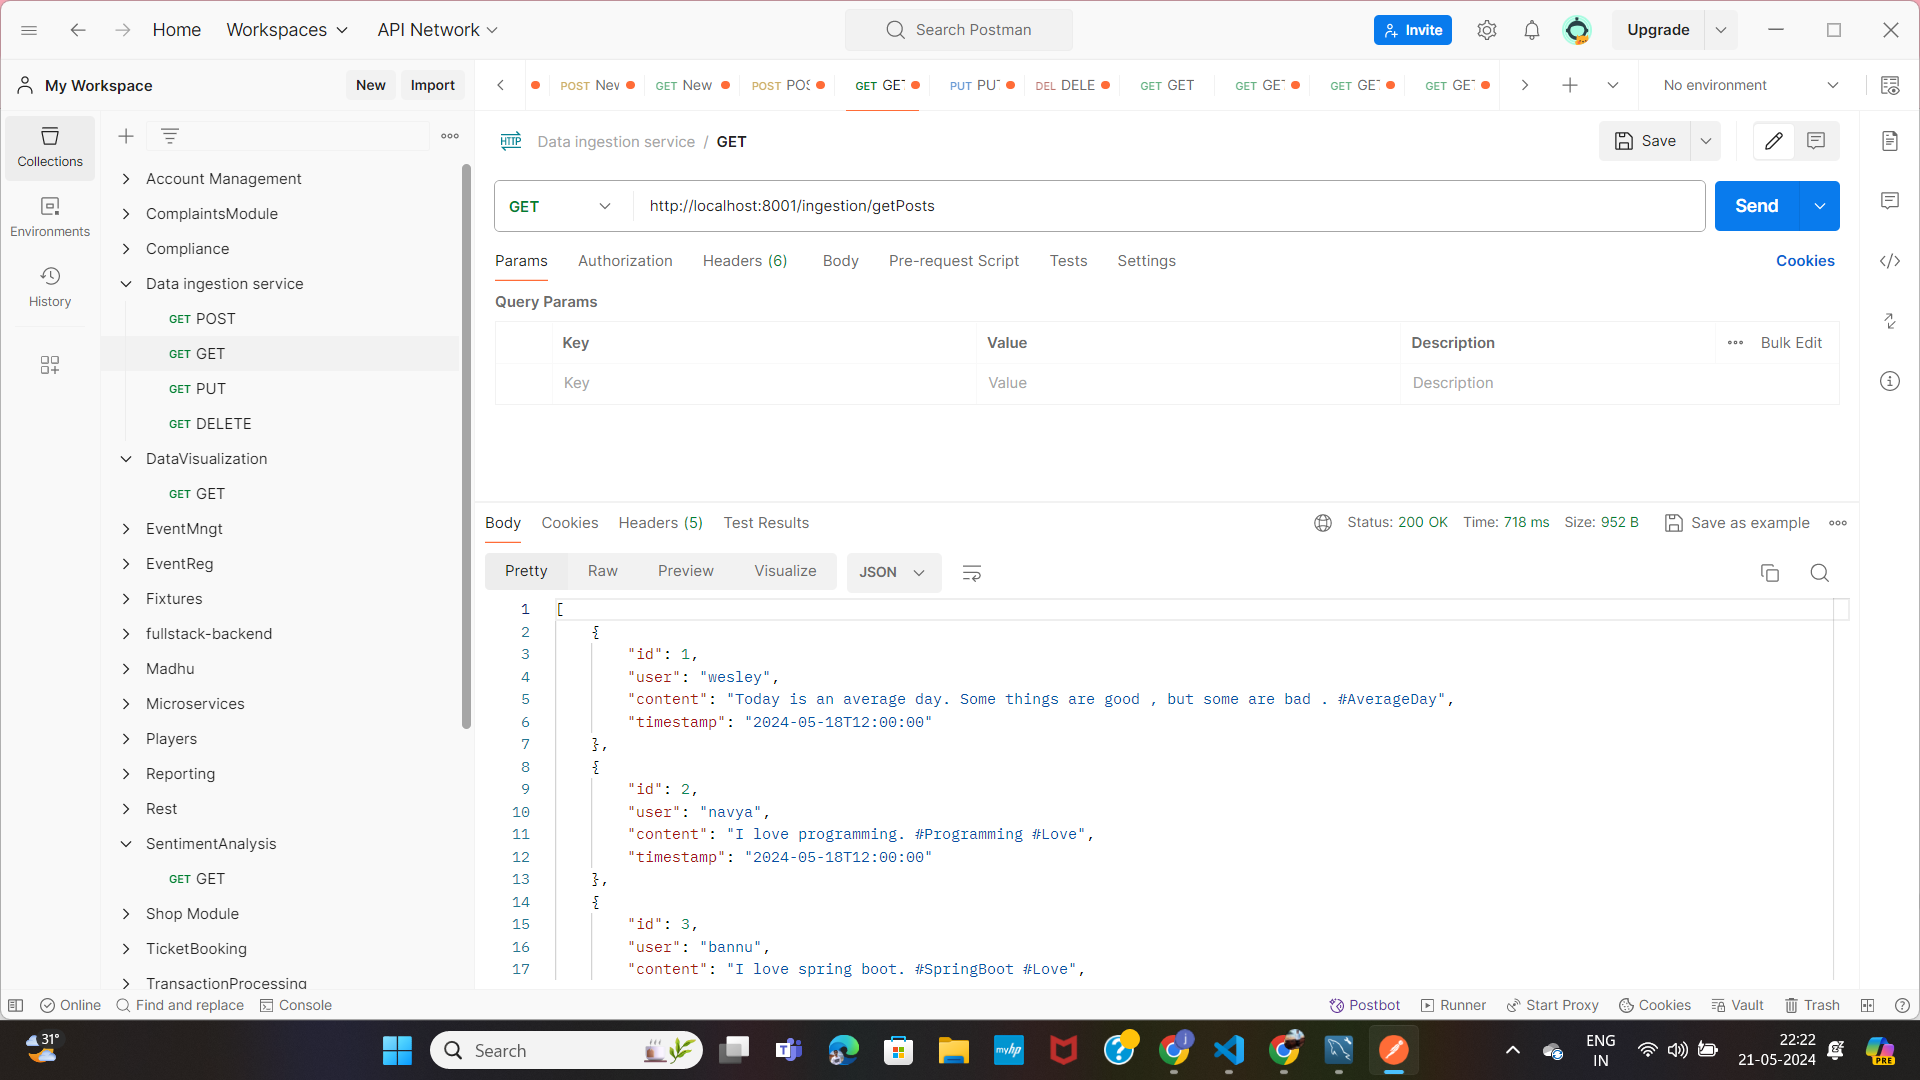 Home Workspaces API Network Search Postman Invite Upgrade
My Workspace New Import
POST New GET New POST POS GET GET PUT PUT DEL DELE GET GET GET GET GET GET GET GET No environment
Collections
Environments
History
Account Management
ComplaintsModule
Compliance
Data ingestion service
GET POST
GET GET
GET PUT
GET DELETE
DataVisualization
GET GET
EventMngt
EventReg
Fixtures
fullstack-backend
Madhu
Microservices
Players
Reporting
Rest
SentimentAnalysis
GET GET
Shop Module
TicketBooking
TransactionProcessing
HTTP Data ingestion service / GET Save
GET http://localhost:8001/ingestion/getPosts Send
Params Authorization Headers (6) Body Pre-request Script Tests Settings Cookies
Query Params
Key Value Description Bulk Edit
Key Value Description
Body Cookies Headers (5) Test Results Status: 200 OK Time: 718 ms Size: 952 B Save as example
Pretty Raw Preview Visualize JSON
1 [
2 {
3 "id": 1,
4 "user": "wesley",
5 "content": "Today is an average day. Some things are good , but some are bad . #AverageDay",
6 "timestamp": "2024-05-18T12:00:00"
7 },
8 {
9 "id": 2,
10 "user": "navya",
11 "content": "I love programming. #Programming #Love",
12 "timestamp": "2024-05-18T12:00:00"
13 },
14 {
15 "id": 3,
16 "user": "bannu",
17 "content": "I love spring boot. #SpringBoot #Love",
Online Find and replace Console Postbot Runner Start Proxy Cookies Vault Trash
31° Search myhp j ENG 22:22
IN 21-05-2024 PRE